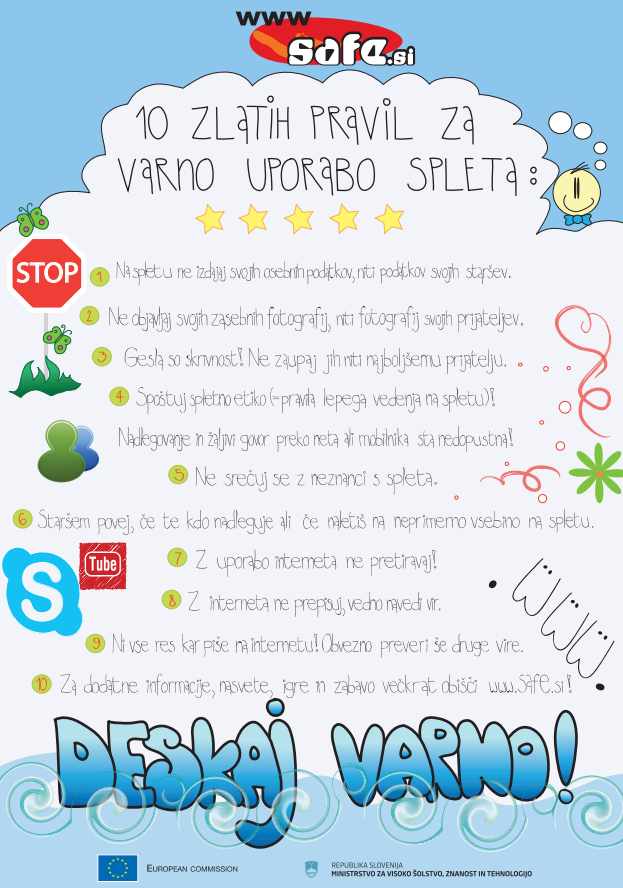 www
safe.si
10 ZLATIH PRAVIL ZA
VARNO UPORABO SPLETA:
STOP
1 Na spletu ne izdajaj svojih osebnih podatkov, niti podatkov svojih staršev.
2 Ne objavljaj svojih zasebnih fotografij, niti fotografij svojih prijateljev.
3 Gesla so skrivnost! Ne zaupaj jih niti najboljšemu prijatelju.
4 Spoštuj spletno etiko (=pravila lepega vedenja na spletu)!
Nadlegovanje in žaljivi govor preko neta ali mobilnika sta nedopustna!
5 Ne srečuj se z neznanci s spleta.
6 Staršem povej, če te kdo nadleguje ali če naletiš na neprimerno vsebino na spletu.
S
Tube
7 Z uporabo interneta ne pretiravaj!
8 Z interneta ne prepisuj, vedno navedi vir.
www
9 Ni vse res kar piše na internetu! Obvezno preveri še druge vire.
10 Za dodatne informacije, nasvete, igre in zabavo večkrat obišči www.safe.si!
DESKAJ VARNO!
EUROPEAN COMMISSION
REPUBLIKA SLOVENIJA
MINISTRSTVO ZA VISOKO ŠOLSTVO, ZNANOST IN TEHNOLOGIJO